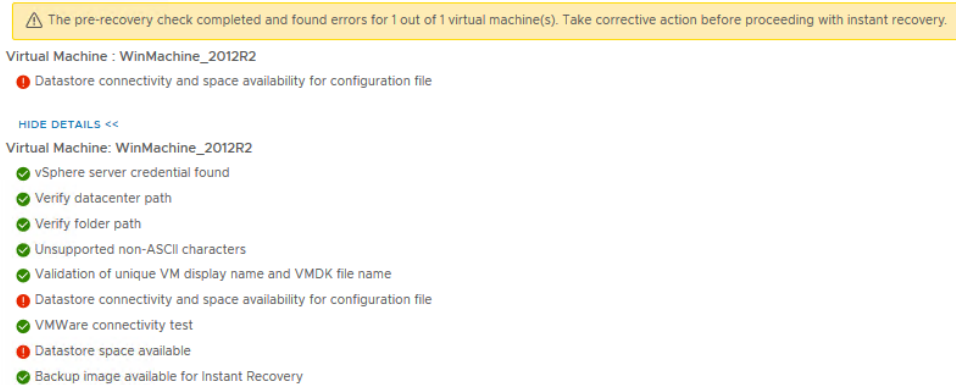 The pre-recovery check completed and found errors for 1 out of 1 virtual machine(s). Take corrective action before proceeding with instant recovery.
Virtual Machine : WinMachine_2012R2
Datastore connectivity and space availability for configuration file
HIDE DETAILS <<
Virtual Machine: WinMachine_2012R2
vSphere server credential found
Verify datacenter path
Verify folder path
Unsupported non-ASCII characters
Validation of unique VM display name and VMDK file name
Datastore connectivity and space availability for configuration file
VMWare connectivity test
Datastore space available
Backup image available for Instant Recovery